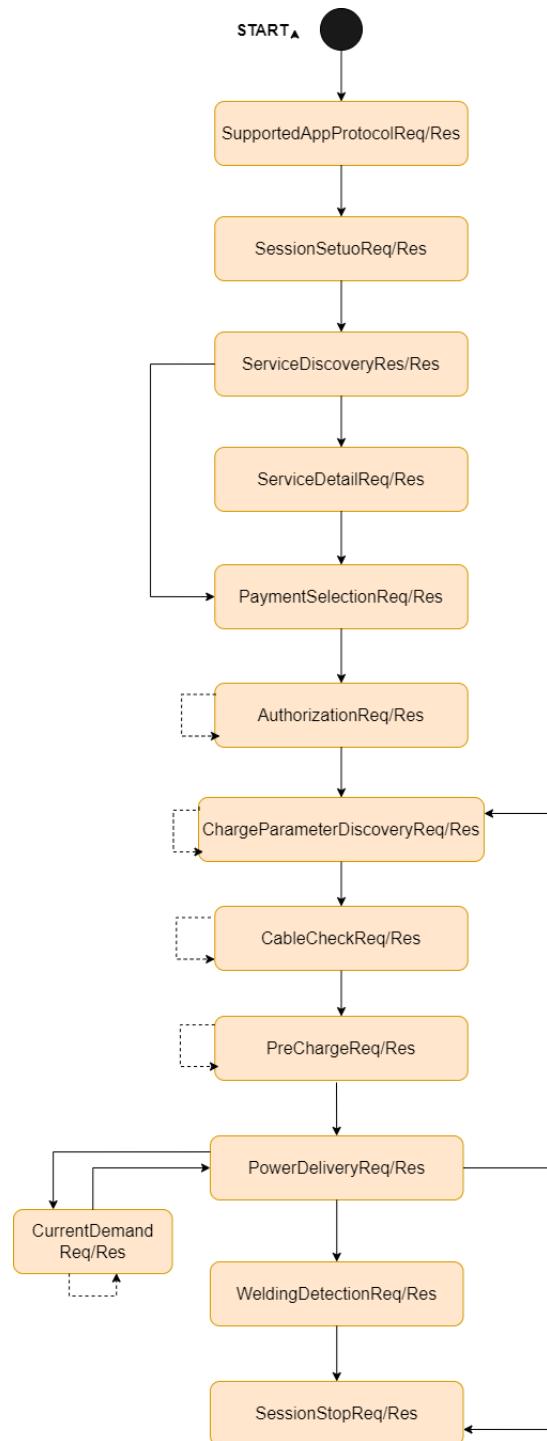 START
SupportedAppProtocolReq/Res
SessionSetuoReq/Res
ServiceDiscoveryRes/Res
ServiceDetailReq/Res
PaymentSelectionReq/Res
AuthorizationReq/Res
ChargeParameterDiscoveryReq/Res
CableCheckReq/Res
PreChargeReq/Res
PowerDeliveryReq/Res
CurrentDemand
Req/Res
WeldingDetectionReq/Res
SessionStopReq/Res